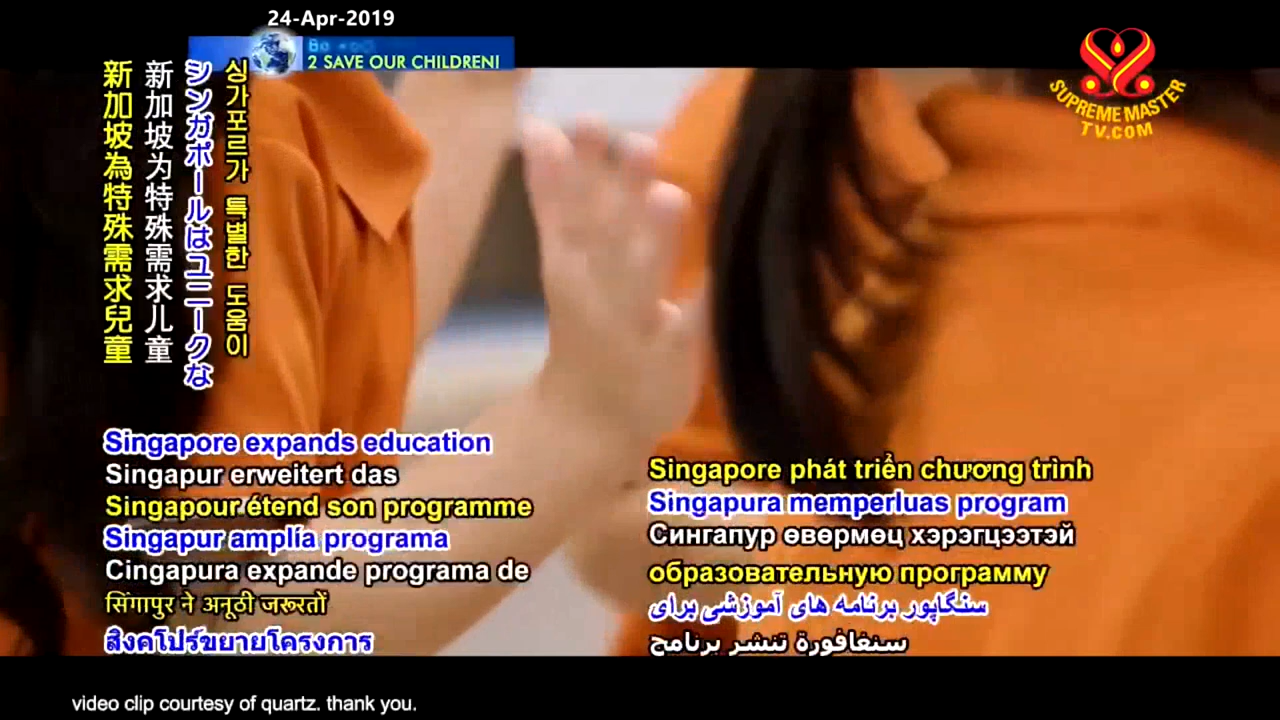 24-Apr-2019
2 SAVE OUR CHILDREN!
SUPREME MASTER
TV.COM
新加坡為特殊需求兒童
新加坡为特殊需求儿童
シンガポールはユニークな
싱가포르가 특별한 도움이
Singapore expands education
Singapur erweitert das
Singapour étend son programme
Singapur amplía programa
Cingapura expande programa de
सिंगापुर ने अनूठी जरूरतों
สิงคโปร์ขยายโครงการ
Singapore phát triển chương trình
Singapura memperluas program
Сингапур өвөрмөц хэрэгцээтэй
образовательную программу
سنگاپور برنامه های آموزشی برای
سنغافورة تنشر برنامج
video clip courtesy of quartz. thank you.